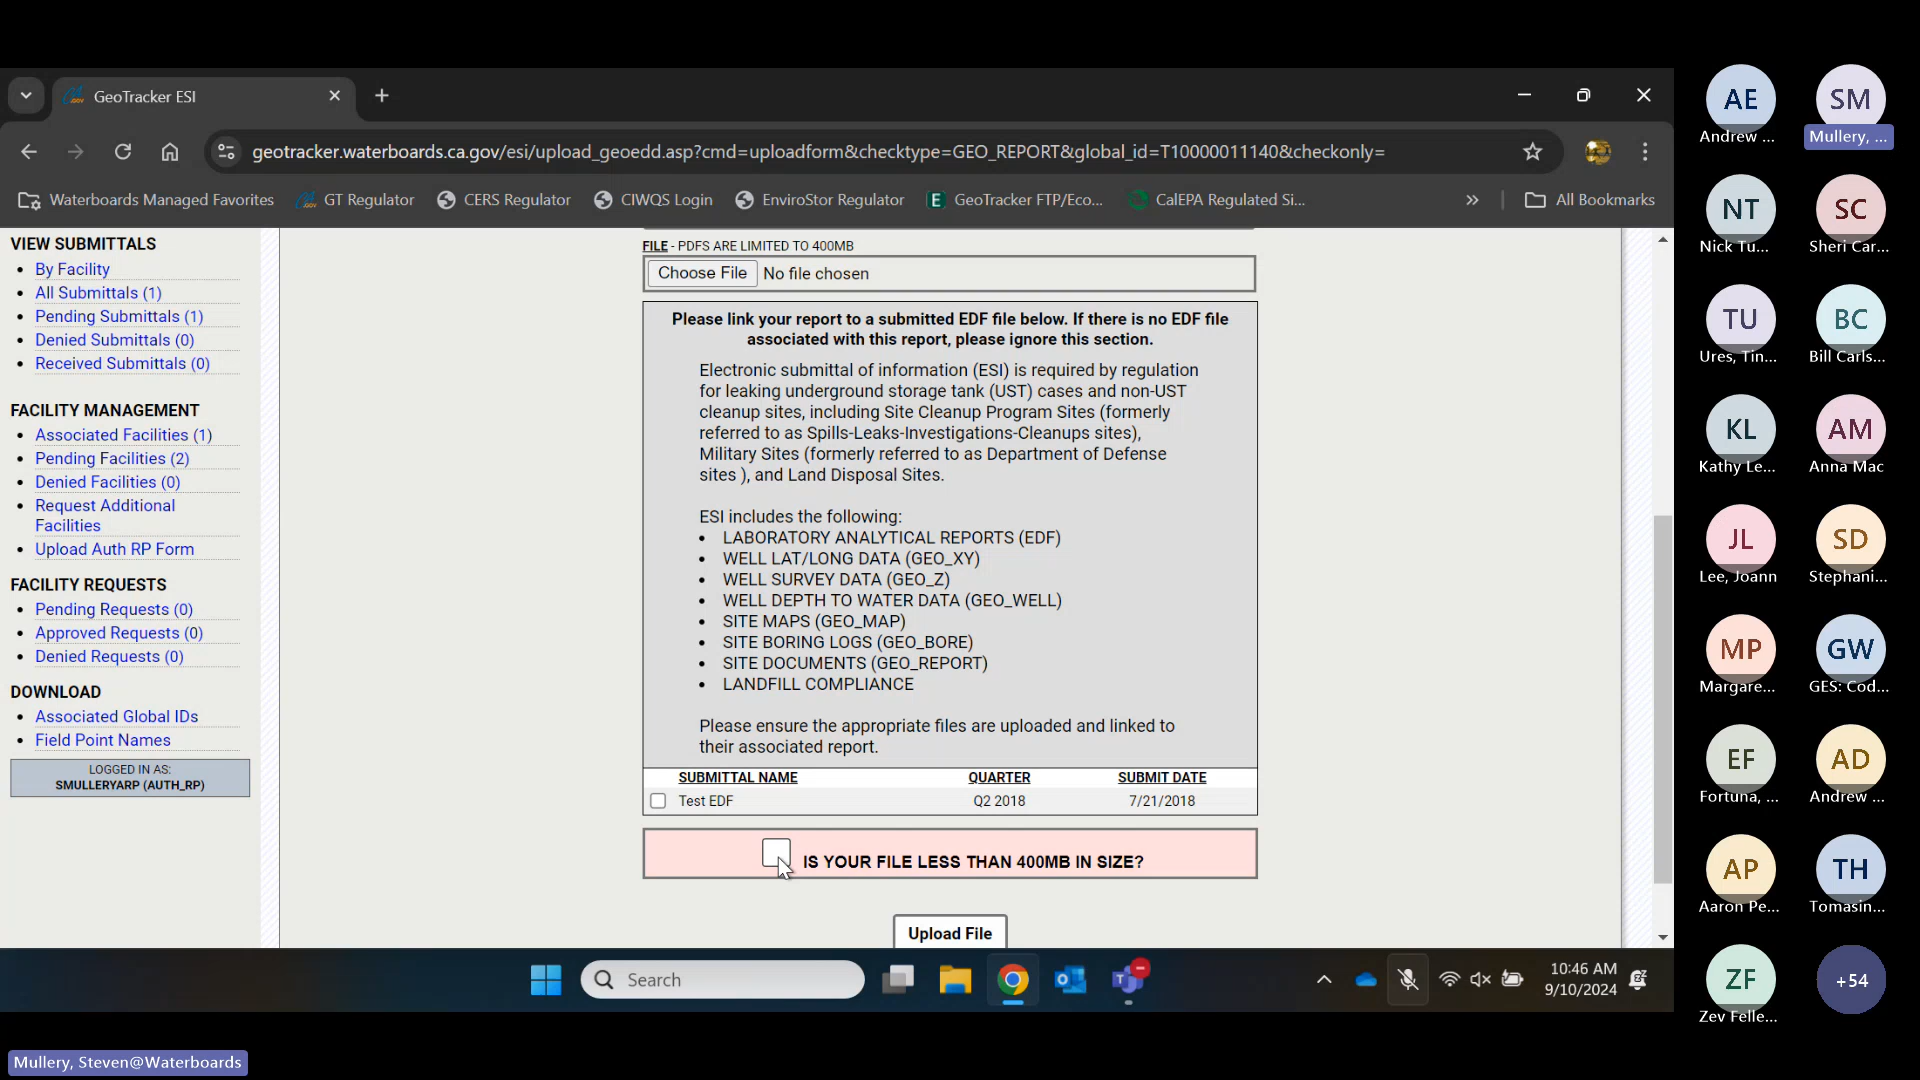 GeoTracker ESI
geotracker.waterboards.ca.gov/esi/upload_geoedd.asp?cmd=uploadform&checktype=GEO_REPORT&global_id=T10000011140&checkonly=
Waterboards Managed Favorites
GT Regulator
CERS Regulator
CIWQS Login
EnviroStor Regulator
E
GeoTracker FTP/Eco...
CalEPA Regulated Si...
»
All Bookmarks
VIEW SUBMITTALS
• By Facility
• All Submittals (1)
• Pending Submittals (1)
• Denied Submittals (0)
• Received Submittals (0)
FACILITY MANAGEMENT
• Associated Facilities (1)
• Pending Facilities (2)
• Denied Facilities (0)
• Request Additional
Facilities
• Upload Auth RP Form
FACILITY REQUESTS
• Pending Requests (0)
• Approved Requests (0)
• Denied Requests (0)
DOWNLOAD
• Associated Global IDs
• Field Point Names
LOGGED IN AS:
SMULLERYARP (AUTH_RP)
FILE - PDFS ARE LIMITED TO 400MB
Choose File No file chosen
Please link your report to a submitted EDF file below. If there is no EDF file
associated with this report, please ignore this section.
Electronic submittal of information (ESI) is required by regulation
for leaking underground storage tank (UST) cases and non-UST
cleanup sites, including Site Cleanup Program Sites (formerly
referred to as Spills-Leaks-Investigations-Cleanups sites),
Military Sites (formerly referred to as Department of Defense
sites ), and Land Disposal Sites.
ESI includes the following:
• LABORATORY ANALYTICAL REPORTS (EDF)
• WELL LAT/LONG DATA (GEO_XY)
• WELL SURVEY DATA (GEO_Z)
• WELL DEPTH TO WATER DATA (GEO_WELL)
• SITE MAPS (GEO_MAP)
• SITE BORING LOGS (GEO_BORE)
• SITE DOCUMENTS (GEO_REPORT)
• LANDFILL COMPLIANCE
Please ensure the appropriate files are uploaded and linked to
their associated report.
SUBMITTAL NAME QUARTER SUBMIT DATE
Test EDF Q2 2018 7/21/2018
IS YOUR FILE LESS THAN 400MB IN SIZE?
Upload File
Search
10:46 AM
9/10/2024
Mullery, Steven@Waterboards
AE SM
Andrew ... Mullery, ...
NT SC
Nick Tu... Sheri Car...
TU BC
Ures, Tin... Bill Carls...
KL AM
Kathy Le... Anna Mac
JL SD
Lee, Joann Stephani...
MP GW
Margare... GES: Cod...
EF AD
Fortuna, ... Andrew ...
AP TH
Aaron Pe... Tomasin...
ZF +54
Zev Felle...